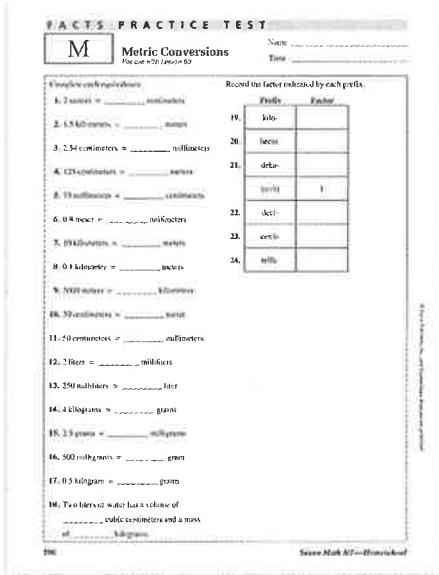 FACTS PRACTICE TEST
M
Metric Conversions
For use with Lesson
Name
Time
Complete each equivalence.
Record the factor indicated by each prefix.
1. 2 meters = ________ centimeters
2. 1.5 kilometers = ________ meters
3. 2.54 centimeters = ________ millimeters
4. 125 centimeters = ________ meters
5. 75 millimeters = ________ centimeters
6. 0.8 meter = ________ millimeters
7. 10 kilometers = ________ meters
8. 0.1 kilometer = ________ meters
9. 5000 meters = ________ kilometers
10. 50 centimeters = ________ meter
11. 50 centimeters = ________ millimeters
12. 2 liters = ________ milliliters
13. 250 milliliters = ________ liter
14. 4 kilograms = ________ grams
15. 2.5 grams = ________ milligrams
16. 500 milligrams = ________ gram
17. 0.5 kilogram = ________ grams
18. Two liters of water has a volume of
________ cubic centimeters and a mass
of ________ kilograms.
Prefix Factor
19. kilo-
20. hecto-
21. deka-
(unit) 1
22. deci-
23. centi-
24. milli-
Saxon Math 8/7—Homeschool